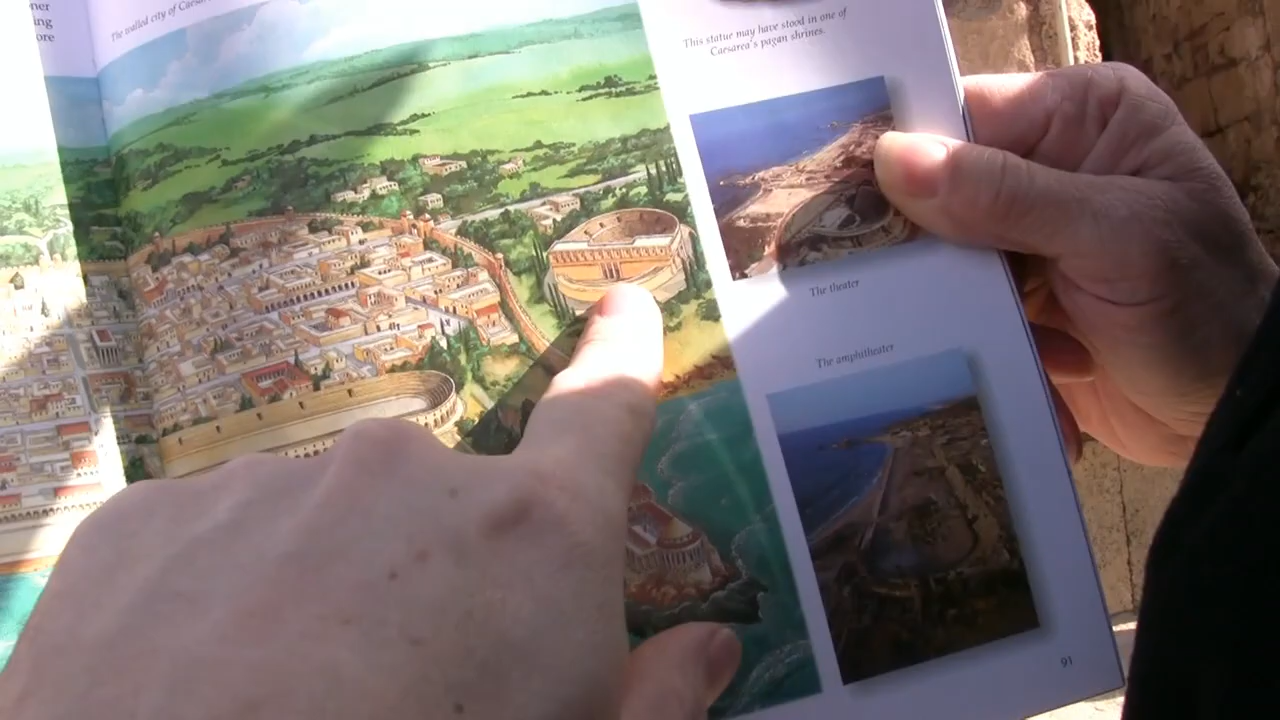 ner
ing
ore
The walled city of Caesar
This statue may have stood in one of
Caesarea's pagan shrines.
The theater
The amphitheater
91